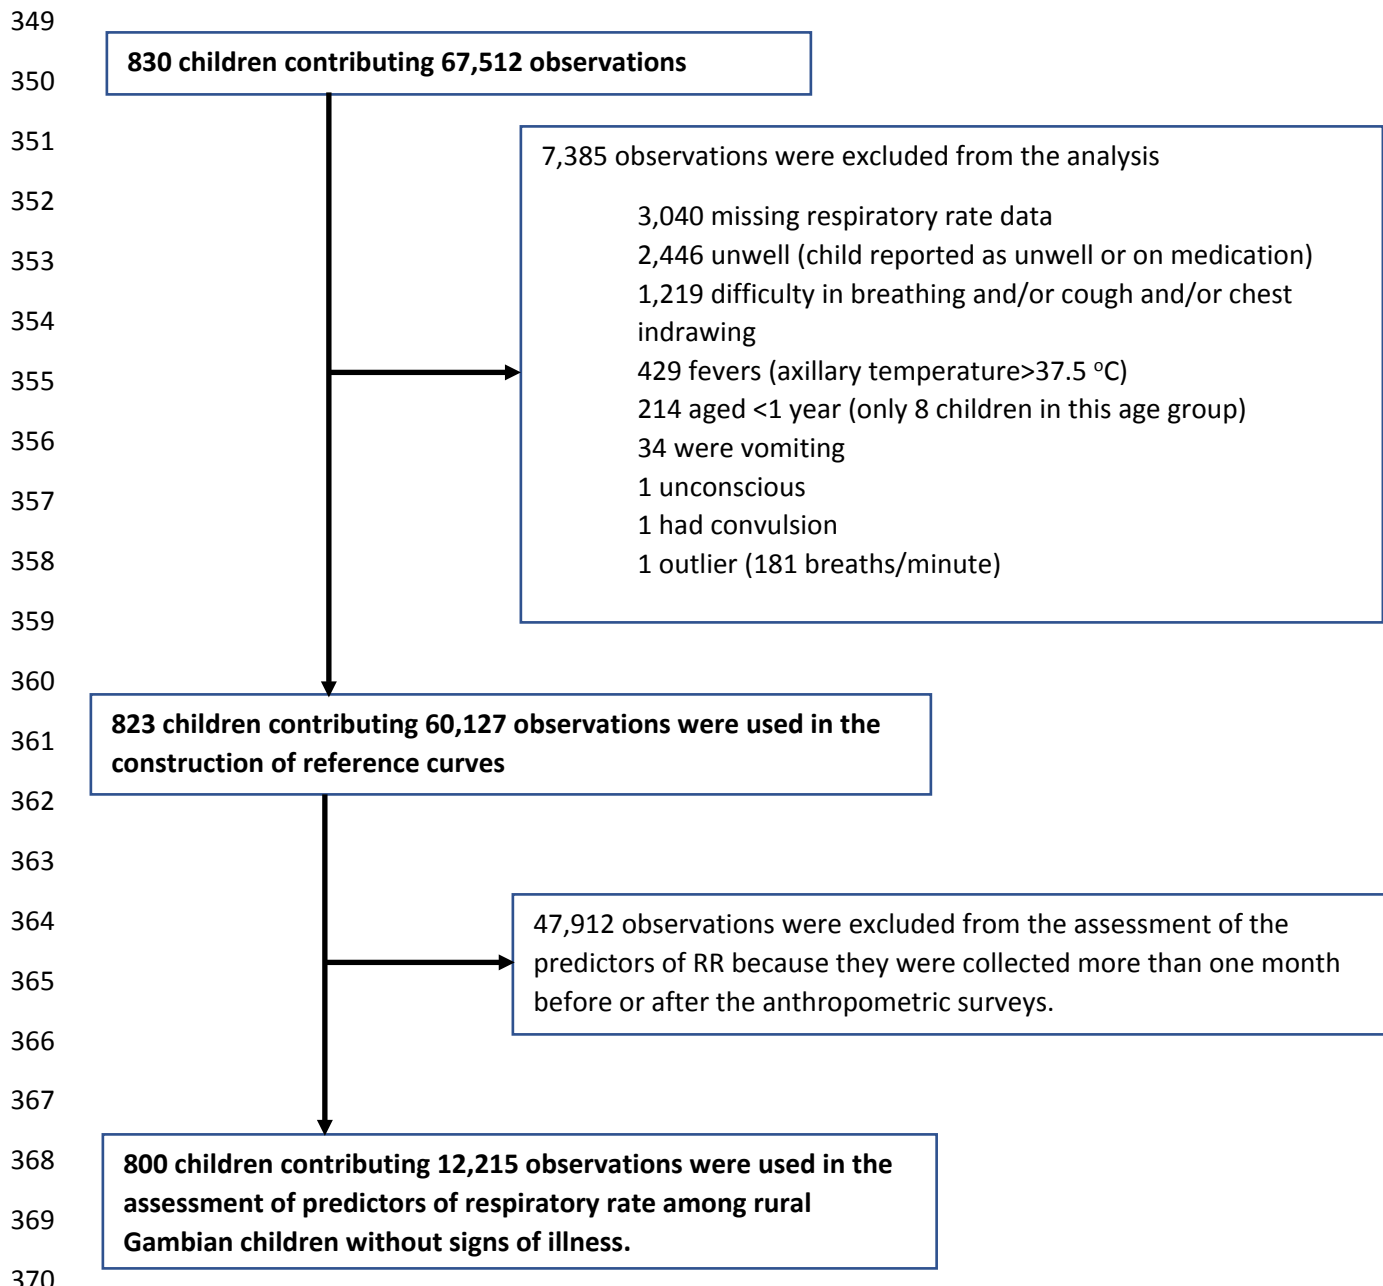 349
830 children contributing 67,512 observations
350
351
7,385 observations were excluded from the analysis
352
3,040 missing respiratory rate data
2,446 unwell (child reported as unwell or on medication)
353
1,219 difficulty in breathing and/or cough and/or chest
354
indrawing
429 fevers (axillary temperature>37.5 °C)
355
214 aged <1 year (only 8 children in this age group)
356
34 were vomiting
357
1 unconscious
1 had convulsion
358
1 outlier (181 breaths/minute)
359
360
823 children contributing 60,127 observations were used in the
361
construction of reference curves
362
363
364
47,912 observations were excluded from the assessment of the
predictors of RR because they were collected more than one month
365
before or after the anthropometric surveys.
366
367
368
800 children contributing 12,215 observations were used in the
assessment of predictors of respiratory rate among rural
369
Gambian children without signs of illness.
370